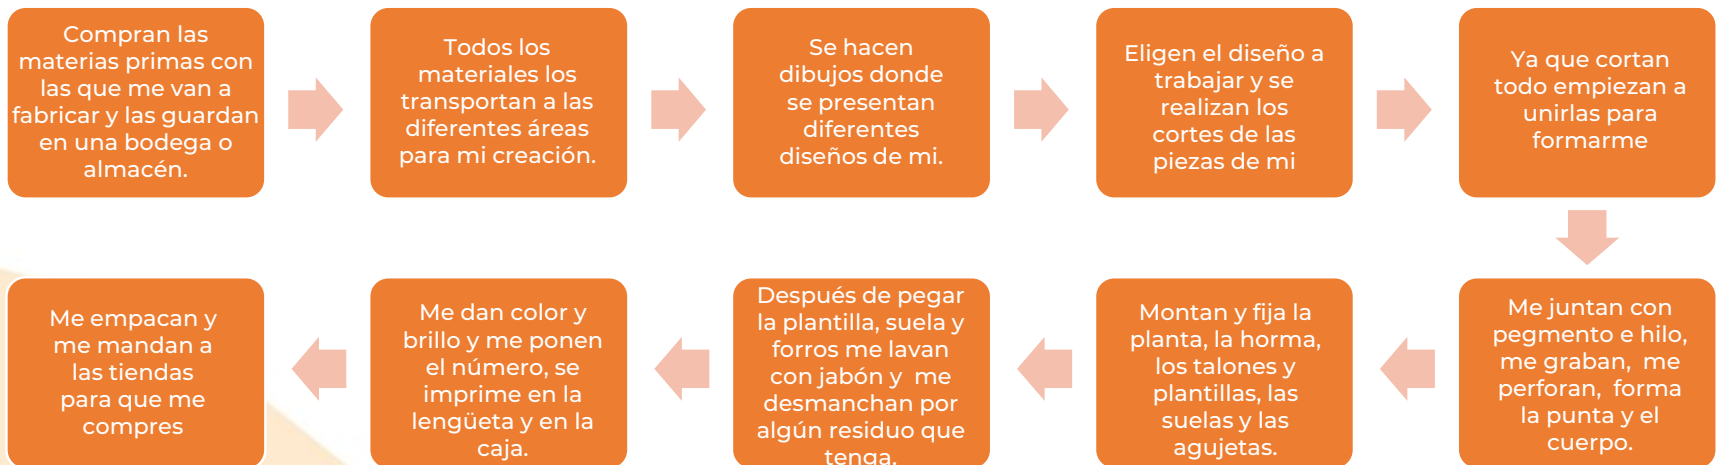 Compran las
materias primas con
las que me van a
fabricar y las guardan
en una bodega o
almacén.
Todos los
materiales los
transportan a las
diferentes áreas
para mi creación.
Se hacen
dibujos donde
se presentan
diferentes
diseños de mi.
Eligen el diseño a
trabajar y se
realizan los
cortes de las
piezas de mi
Ya que cortan
todo empiezan a
unirlas para
formarme
Me juntan con
pegmento e hilo,
me graban, me
perforan, forma
la punta y el
cuerpo.
Montan y fija la
planta, la horma,
los talones y
plantillas, las
suelas y las
agujetas.
Después de pegar
la plantilla, suela y
forros me lavan
con jabón y me
desmanchan por
algún residuo que
tenga.
Me dan color y
brillo y me ponen
el número, se
imprime en la
lengüeta y en la
caja.
Me empacan y
me mandan a
las tiendas
para que me
compres